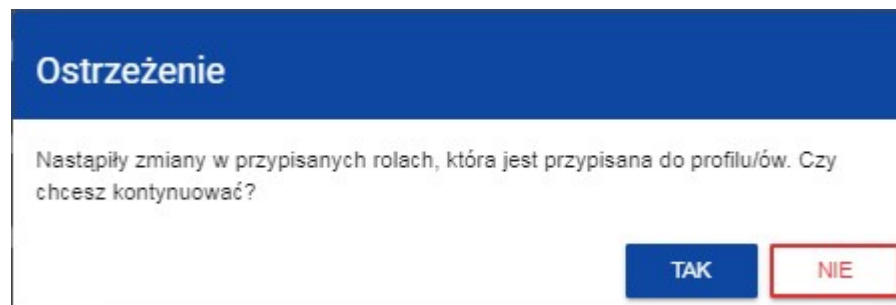 Ostrzeżenie
Nastąpiły zmiany w przypisanych rolach, która jest przypisana do profilu/ów. Czy
chcesz kontynuować?
TAK NIE